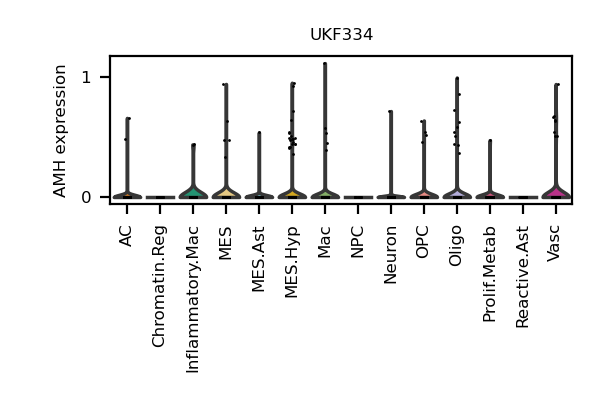 UKF334
AMH expression
1
0
AC
Chromatin.Reg
Inflammatory.Mac
MES
MES.Ast
MES.Hyp
Mac
NPC
Neuron
OPC
Oligo
Prolif.Metab
Reactive.Ast
Vasc